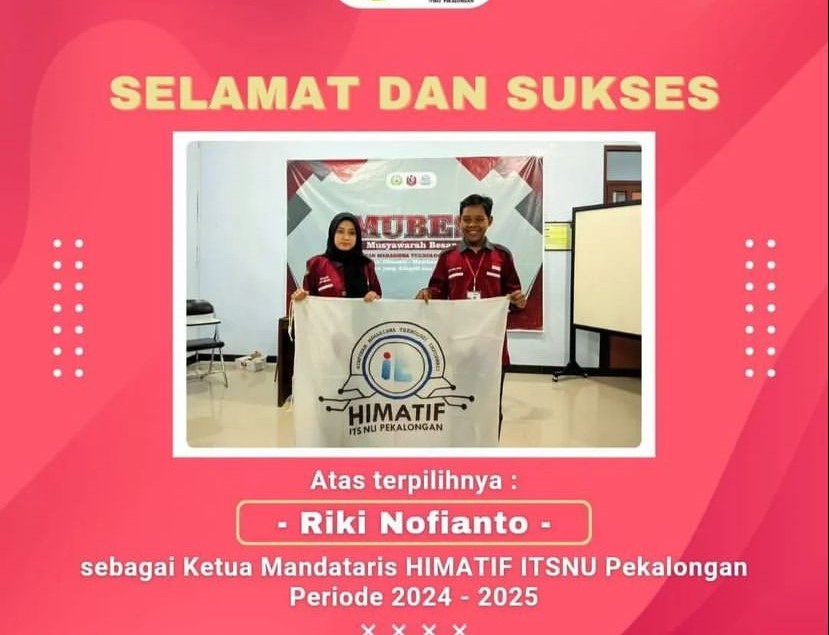 SELAMAT DAN SUKSES
MUBES
Musyawarah Besar
HIMATIF
ITS NU PEKALONGAN
Atas terpilihnya :
- Riki Nofianto -
sebagai Ketua Mandataris HIMATIF ITSNU Pekalongan
Periode 2024 - 2025